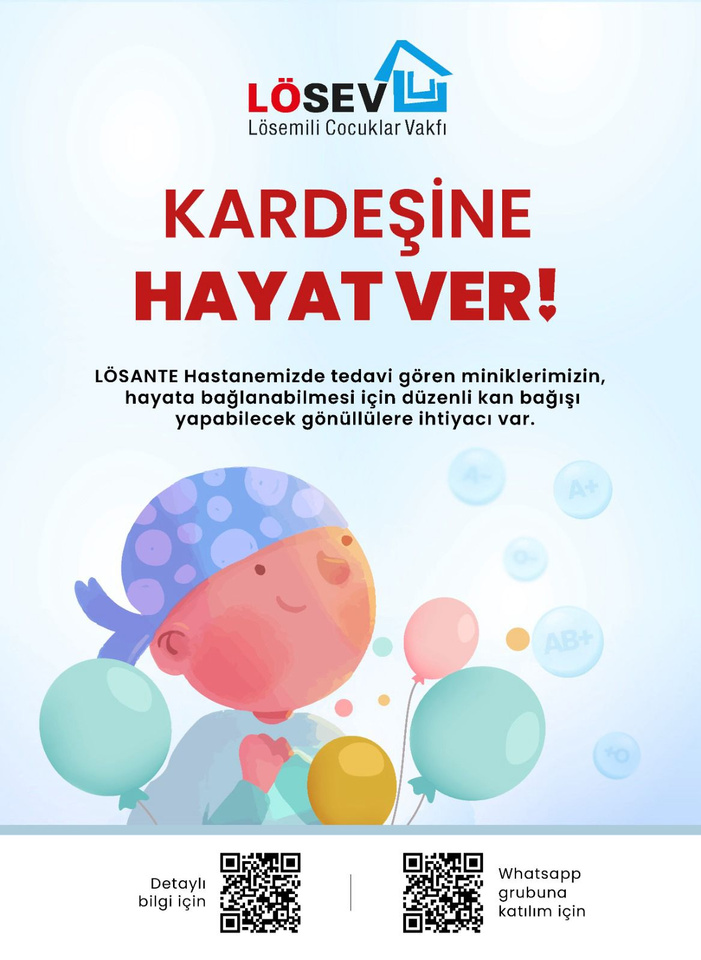 LÖSEV
Lösemili Çocuklar Vakfı
KARDEŞİNE
HAYAT VER!
LÖSANTE Hastanemizde tedavi gören miniklerimizin,
hayata bağlanabilmesi için düzenli kan bağışı
yapabilecek gönüllülere ihtiyacı var.
A-
A+
0-
AB+
0+
Detaylı
bilgi için
Whatsapp
grubuna
katılım için